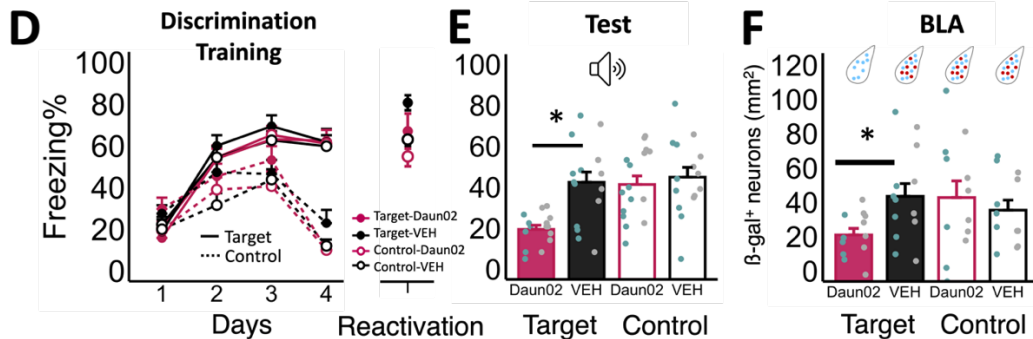 D
Discrimination
Training
Freezing%
100
80
60
40
20
0
Target
Control
1 2 3 4
Days
Reactivation
Target-Daun02
Target-VEH
Control-Daun02
Control-VEH
E
Test
100
80
60
40
20
0
*
Daun02 VEH Daun02 VEH
Target Control
F
BLA
ß-gal⁺ neurons (mm²)
120
100
80
60
40
20
0
*
Daun02 VEH Daun02 VEH
Target Control